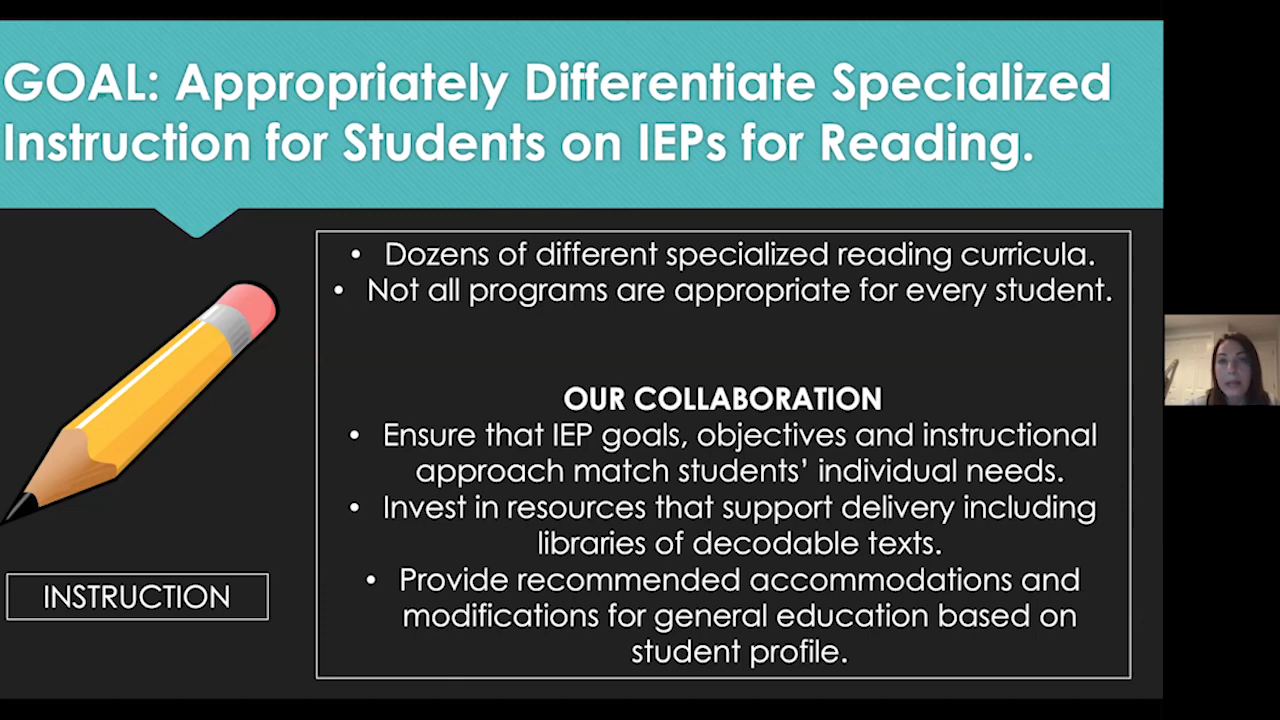 GOAL: Appropriately Differentiate Specialized
Instruction for Students on IEPs for Reading.
• Dozens of different specialized reading curricula.
• Not all programs are appropriate for every student.
OUR COLLABORATION
• Ensure that IEP goals, objectives and instructional
approach match students’ individual needs.
• Invest in resources that support delivery including
libraries of decodable texts.
• Provide recommended accommodations and
modifications for general education based on
student profile.
INSTRUCTION